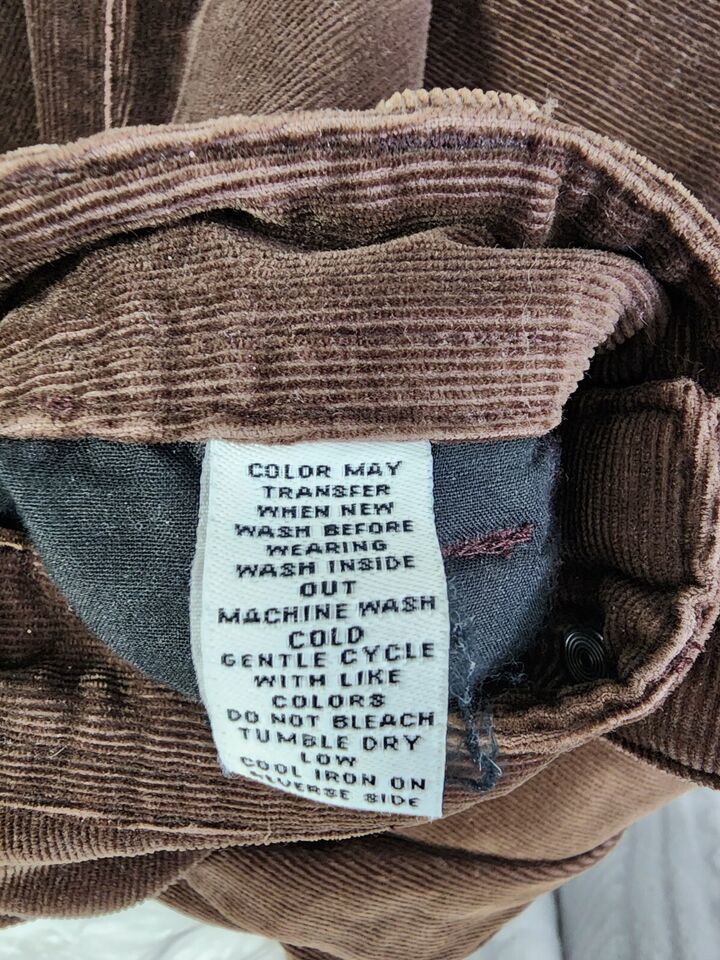 COLOR MAY
TRANSFER
WHEN NEW
WASH BEFORE
WEARING
WASH INSIDE
OUT
MACHINE WASH
COLD
GENTLE CYCLE
WITH LIKE
COLORS
DO NOT BLEACH
TUMBLE DRY
LOW
COOL IRON ON
REVERSE SIDE